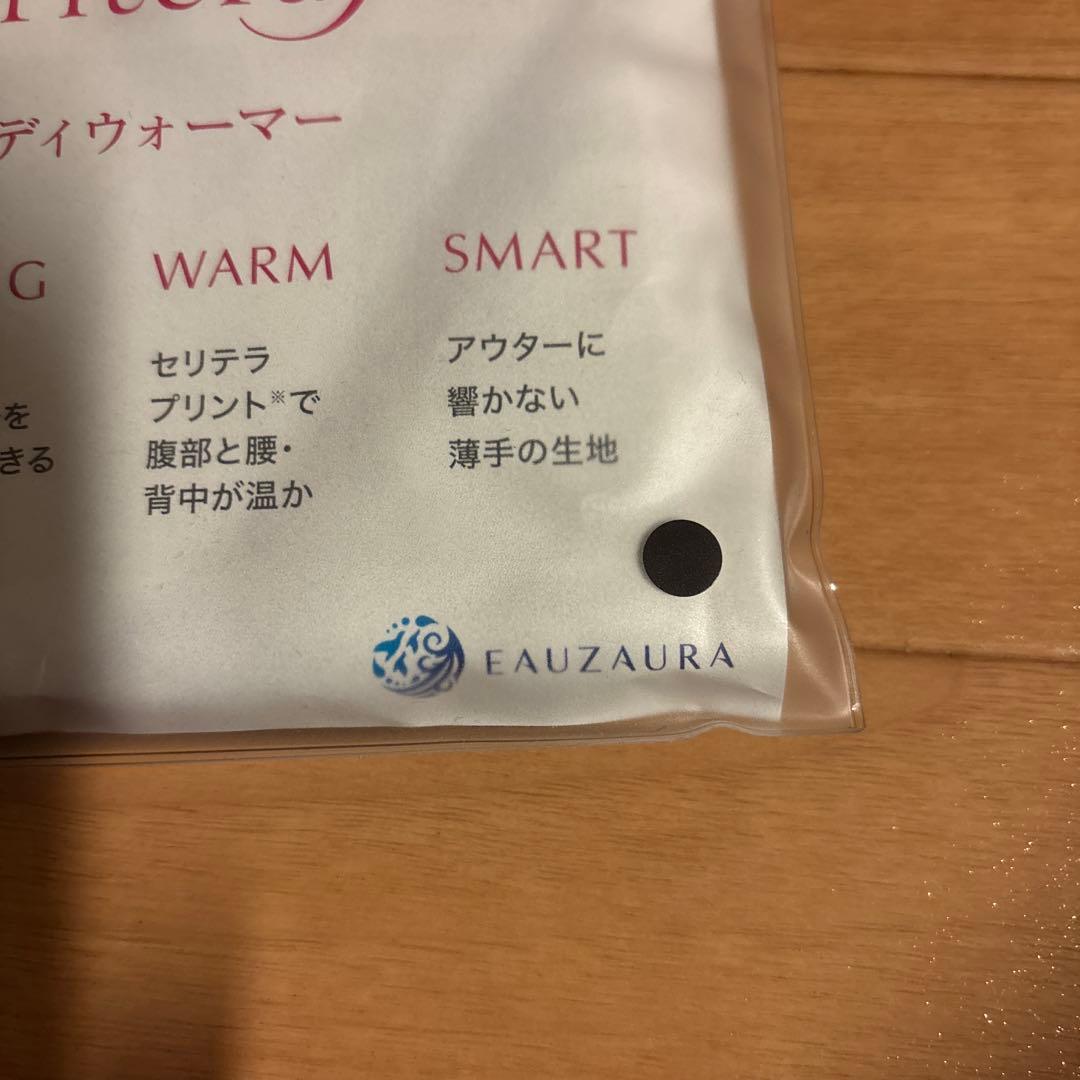 ディウォーマー
G
WARM
SMART
を
きる
セリテラ
プリント※で
腹部と腰・
背中が温か
アウターに
響かない
薄手の生地
EAUZAURA